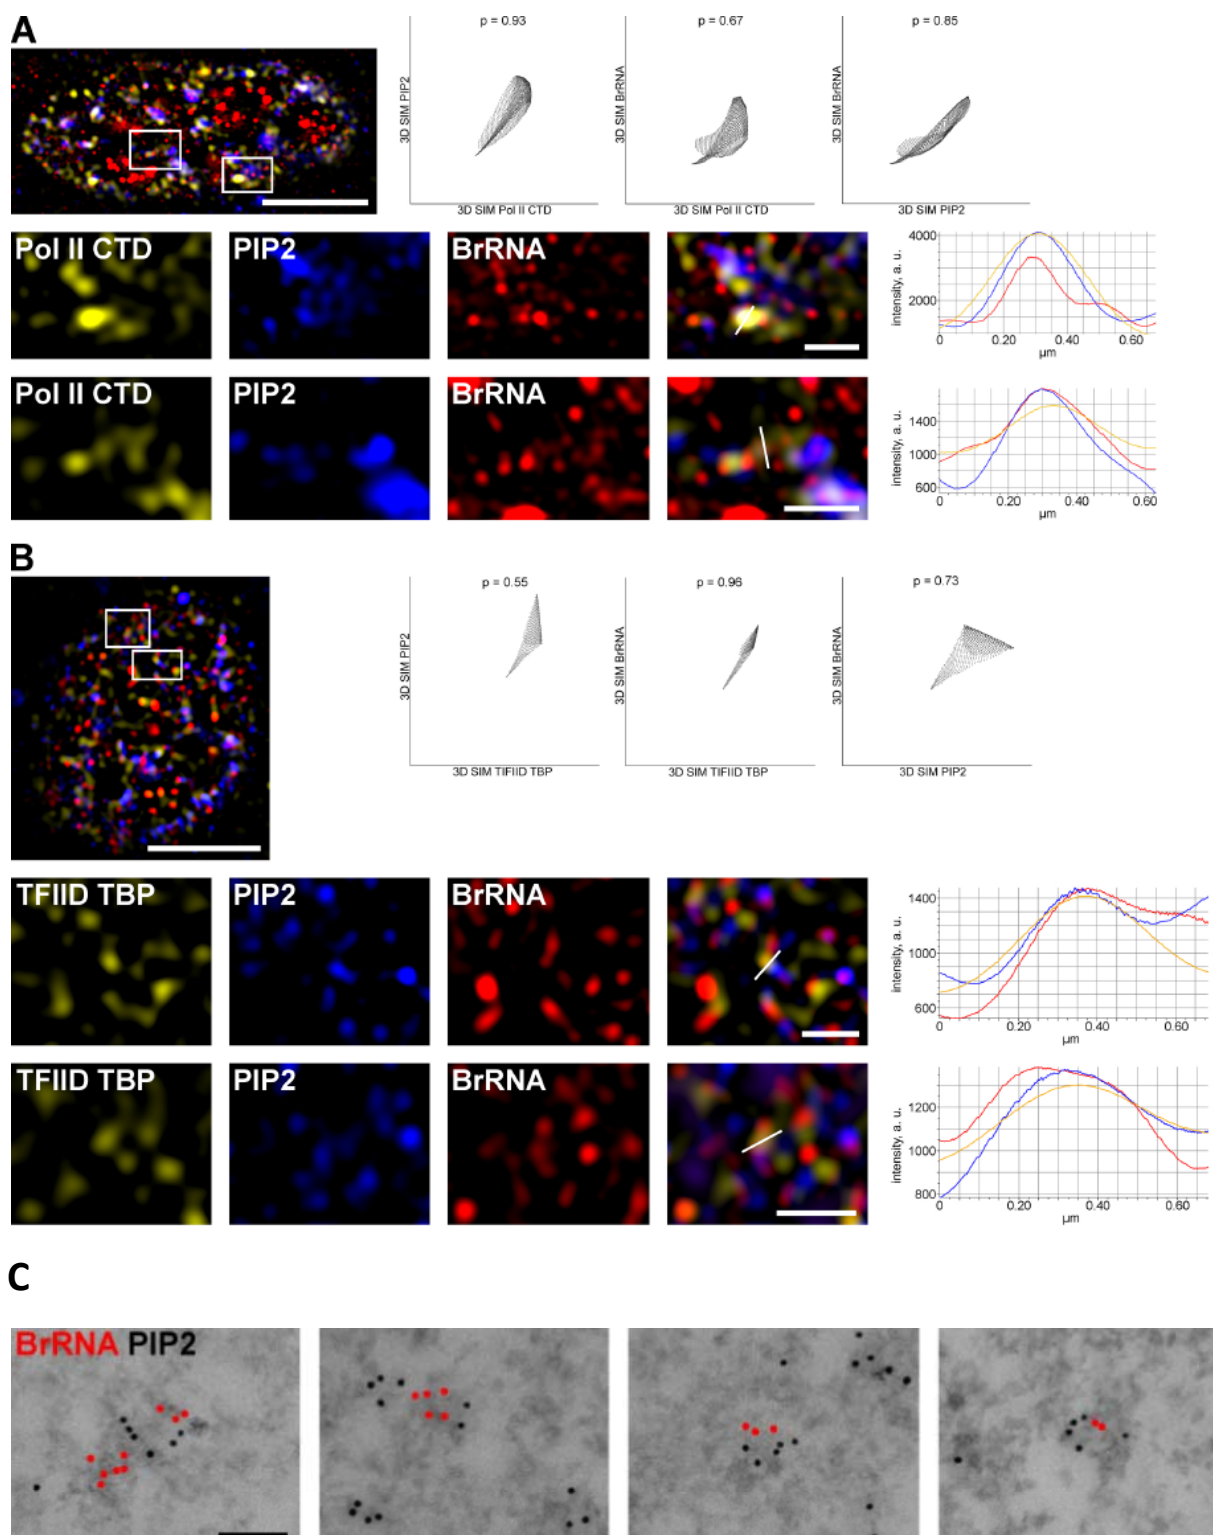 A
p = 0.93
p = 0.67
p = 0.85
3D SIM PIP2
3D SIM BrRNA
3D SIM BrRNA
3D SIM Pol II CTD
3D SIM Pol II CTD
3D SIM PIP2
Pol II CTD
PIP2
BrRNA
intensity, a. u.
4000
2000
0
0.20
0.40
0.60
µm
Pol II CTD
PIP2
BrRNA
intensity, a. u.
1400
1000
600
0
0.20
0.40
0.60
µm
B
p = 0.55
p = 0.96
p = 0.73
3D SIM PIP2
3D SIM BrRNA
3D SIM BrRNA
3D SIM TIFIID TBP
3D SIM TIFIID TBP
3D SIM PIP2
TFIID TBP
PIP2
BrRNA
intensity, a. u.
1400
1000
600
0
0.20
0.40
0.60
µm
TFIID TBP
PIP2
BrRNA
intensity, a. u.
1200
1000
800
0
0.20
0.40
0.60
µm
C
BrRNA PIP2